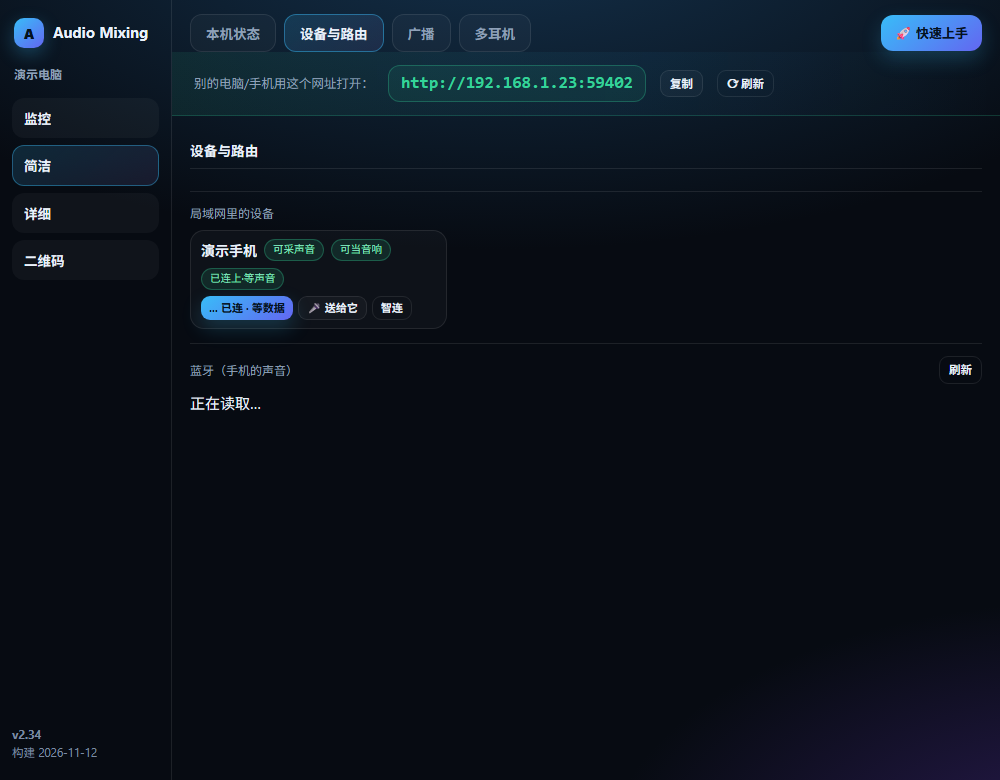 A Audio Mixing
演示电脑
监控
简洁
详细
二维码
v2.34
构建 2026-11-12
本机状态 设备与路由 广播 多耳机 快速上手
别的电脑/手机用这个网址打开： http://192.168.1.23:59402 复制 ⟳ 刷新
设备与路由
局域网里的设备
演示手机 可采声音 可当音响
已连上·等声音
... 已连 · 等数据 送给它 智连
蓝牙（手机的声音） 刷新
正在读取...